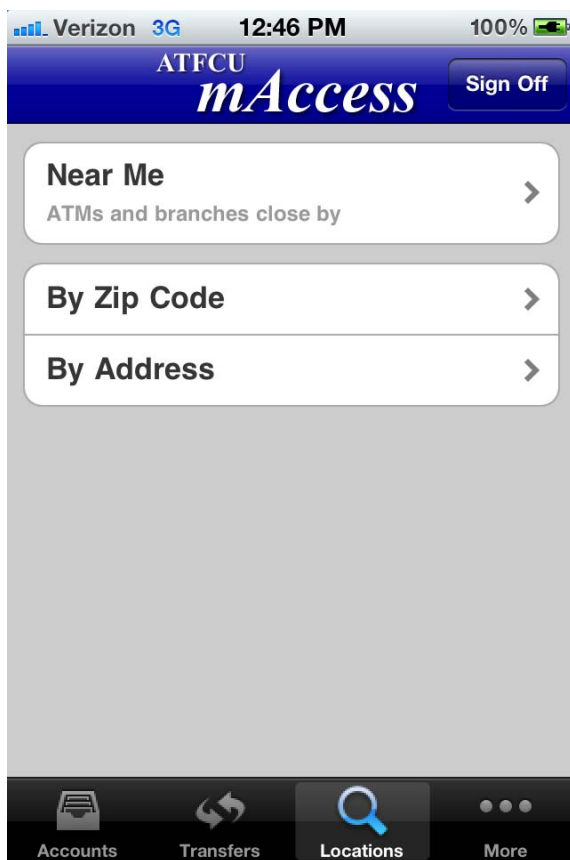 Verizon 3G 12:46 PM 100%
ATFCU
mAccess
Sign Off
Near Me
ATMs and branches close by
By Zip Code
By Address
Accounts Transfers Locations More